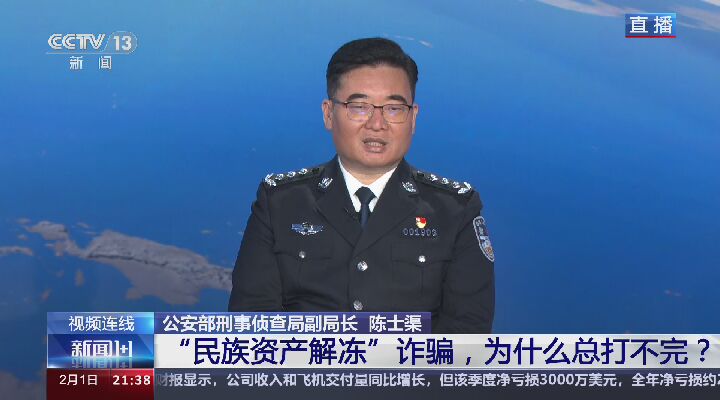 CCTV 13
新闻
直播
001903
视频连线
公安部刑事侦查局副局长 陈士渠
新闻1+1
“民族资产解冻”诈骗，为什么总打不完？
2月1日 21:38 财报显示，公司收入和飞机交付量同比增长，但该季度净亏损3000万美元，全年净亏损约